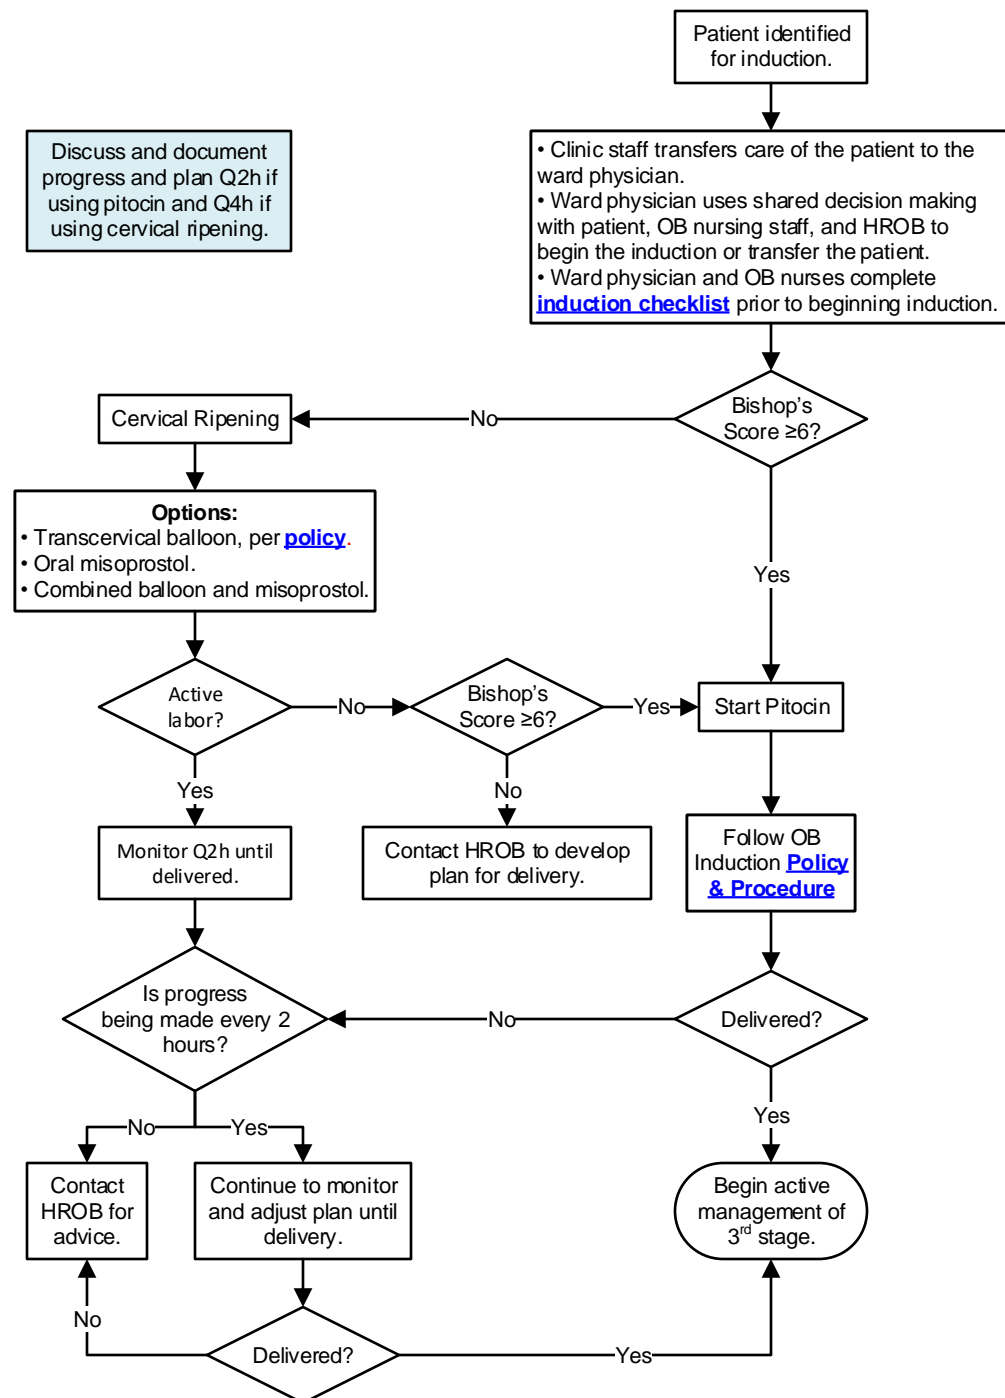 Patient identified
for induction.
Discuss and document
progress and plan Q2h if
using pitocin and Q4h if
using cervical ripening.
• Clinic staff transfers care of the patient to the
ward physician.
• Ward physician uses shared decision making
with patient, OB nursing staff, and HROB to
begin the induction or transfer the patient.
• Ward physician and OB nurses complete
induction checklist prior to beginning induction.
Bishop's
Score ≥6?
No
Cervical Ripening
Yes
Options:
• Transcervical balloon, per policy.
• Oral misoprostol.
• Combined balloon and misoprostol.
Active
labor?
No
Bishop's
Score ≥6?
Yes
Start Pitocin
Yes
No
Monitor Q2h until
delivered.
Contact HROB to develop
plan for delivery.
Follow OB
Induction Policy
& Procedure
Is progress
being made every 2
hours?
No
Delivered?
No
Yes
Yes
Contact
HROB for
advice.
Continue to monitor
and adjust plan until
delivery.
Begin active
management of
3rd stage.
No
Delivered?
Yes